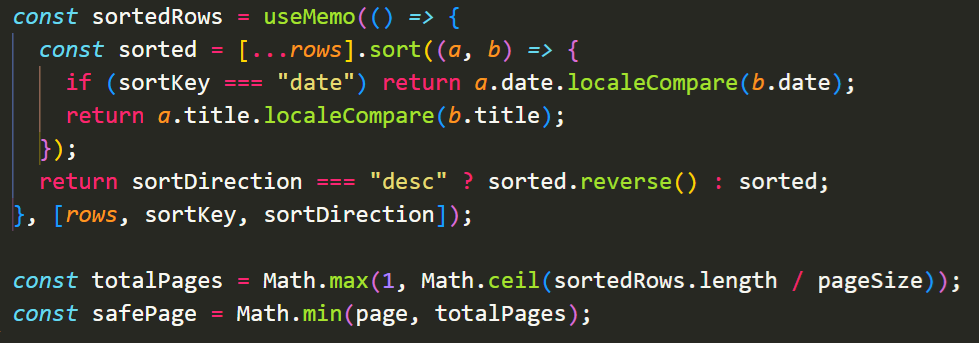 const sortedRows = useMemo(() => {
  const sorted = [...rows].sort((a, b) => {
    if (sortKey === "date") return a.date.localeCompare(b.date);
    return a.title.localeCompare(b.title);
  });
  return sortDirection === "desc" ? sorted.reverse() : sorted;
}, [rows, sortKey, sortDirection]);

const totalPages = Math.max(1, Math.ceil(sortedRows.length / pageSize));
const safePage = Math.min(page, totalPages);